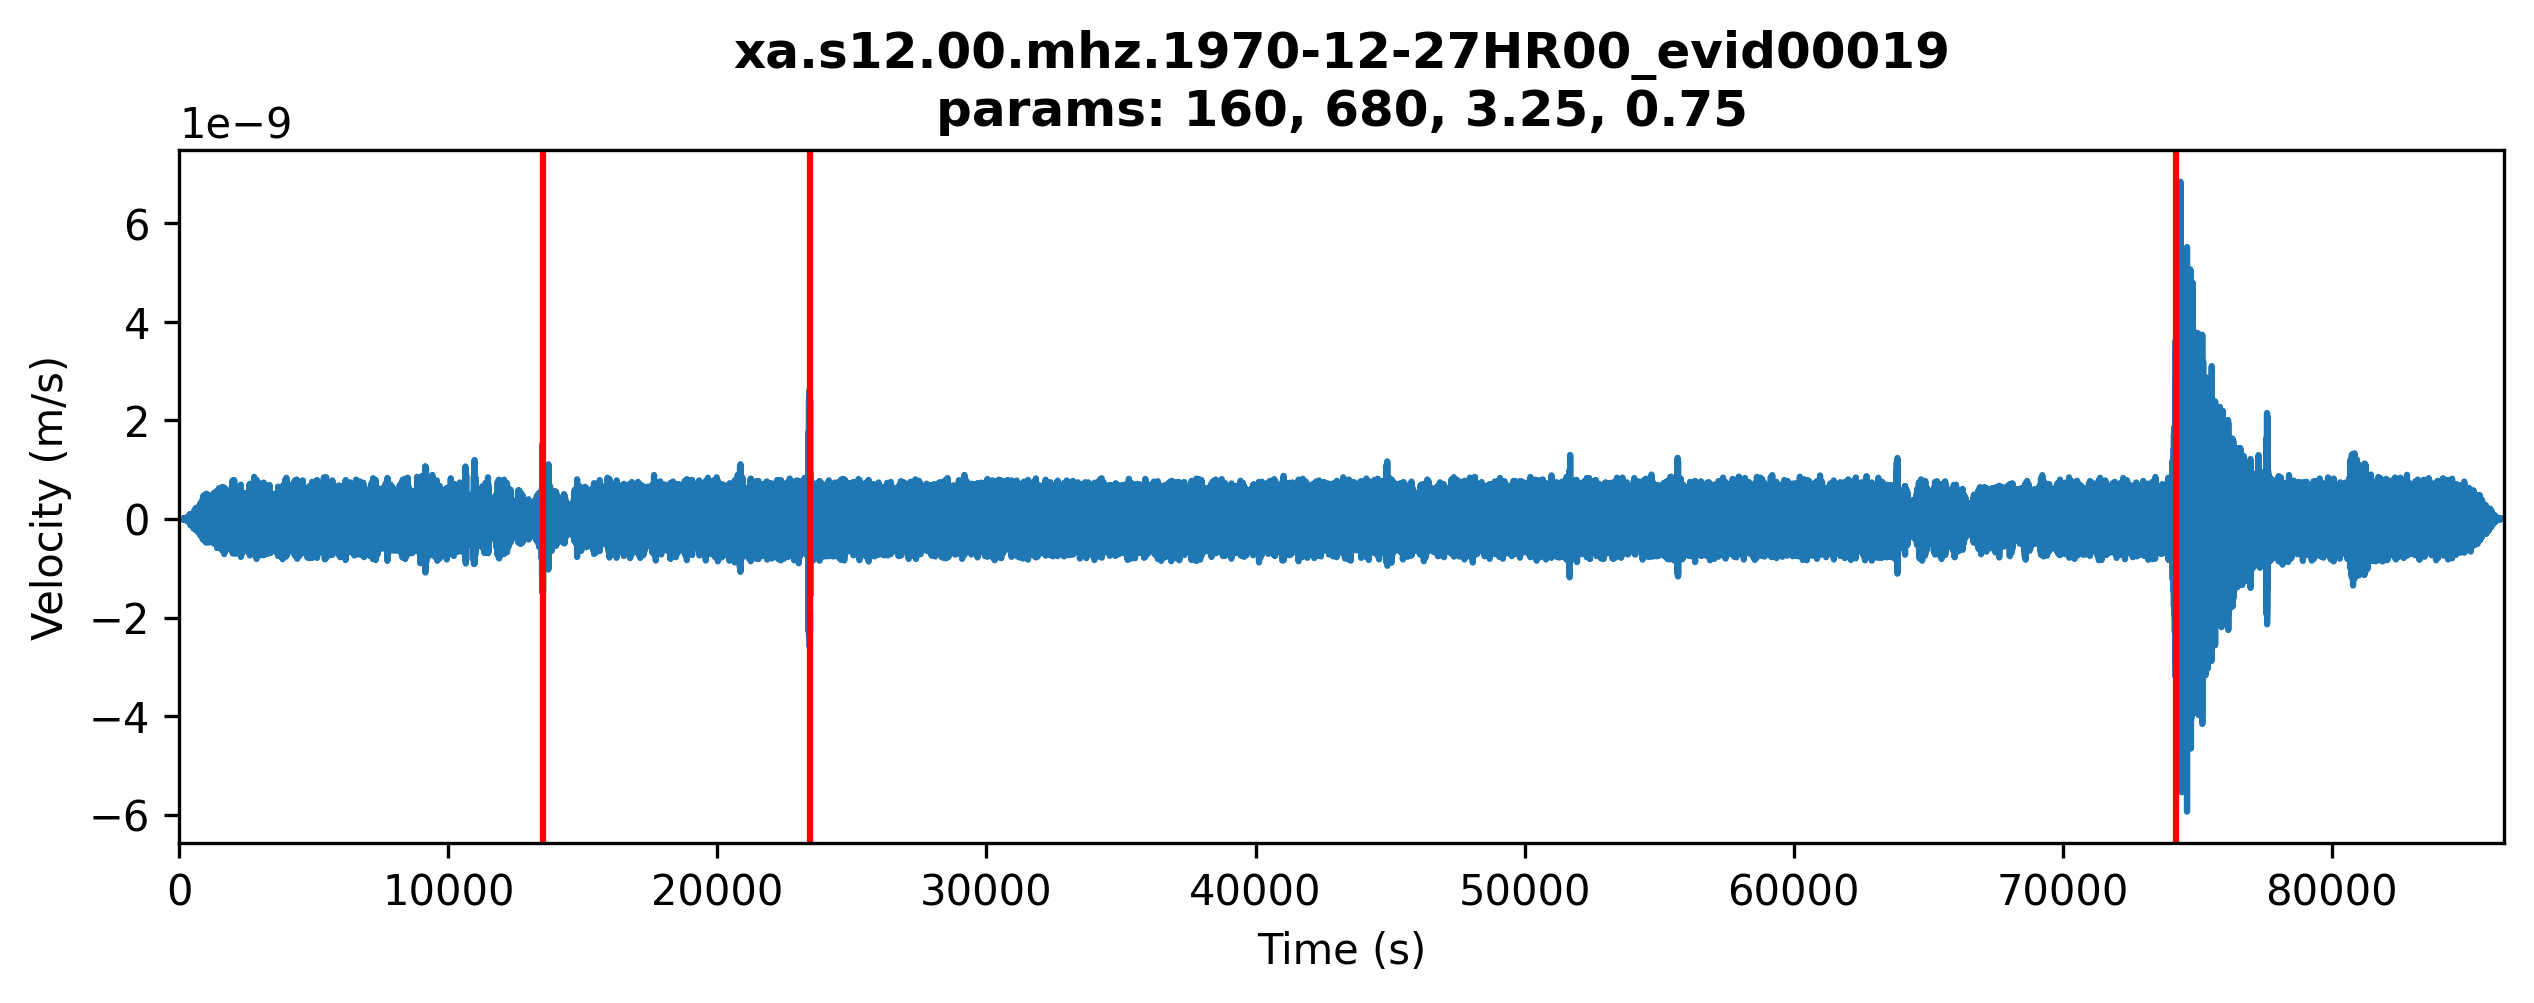 xa.s12.00.mhz.1970-12-27HR00_evid00019
params: 160, 680, 3.25, 0.75
1e−9
6
4
2
0
−2
−4
−6
Velocity (m/s)
0 10000 20000 30000 40000 50000 60000 70000 80000
Time (s)